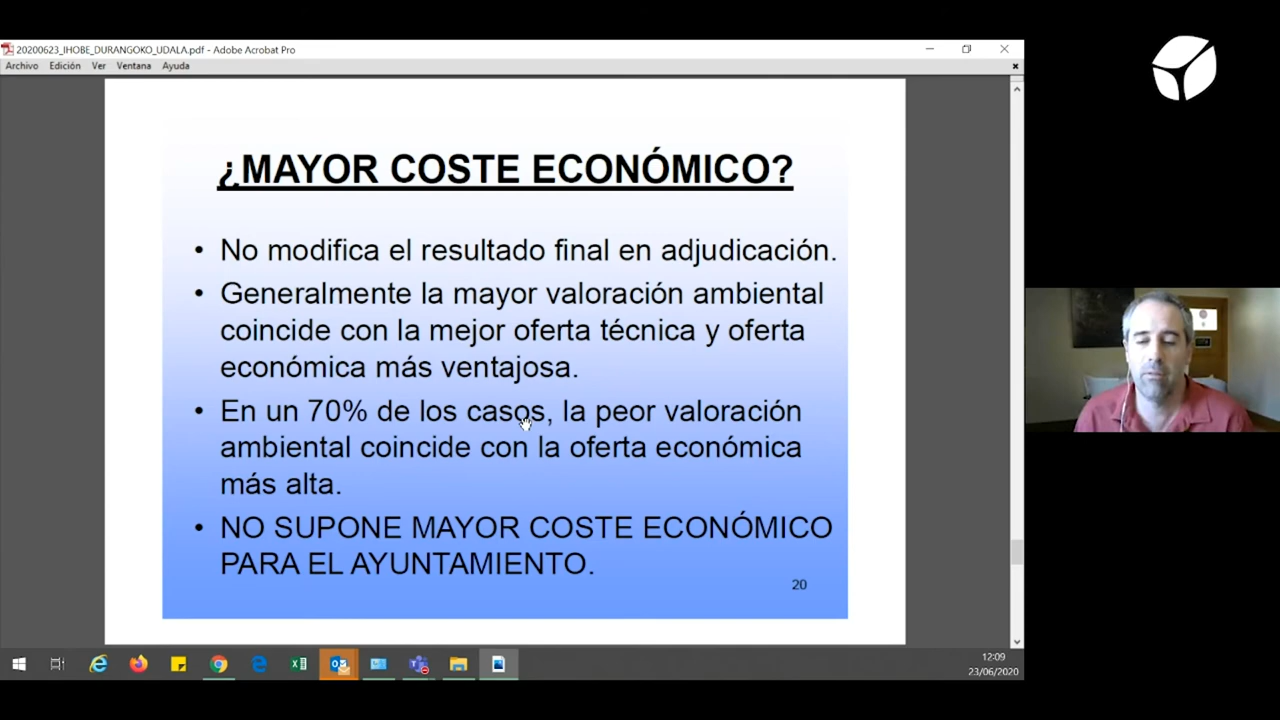 20200623_IHOBE_DURANGOKO_UDALA.pdf - Adobe Acrobat Pro
Archivo Edición Ver Ventana Ayuda
¿MAYOR COSTE ECONÓMICO?
• No modifica el resultado final en adjudicación.
• Generalmente la mayor valoración ambiental
coincide con la mejor oferta técnica y oferta
económica más ventajosa.
• En un 70% de los casos, la peor valoración
ambiental coincide con la oferta económica
más alta.
• NO SUPONE MAYOR COSTE ECONÓMICO
PARA EL AYUNTAMIENTO.
20
12:09
23/06/2020